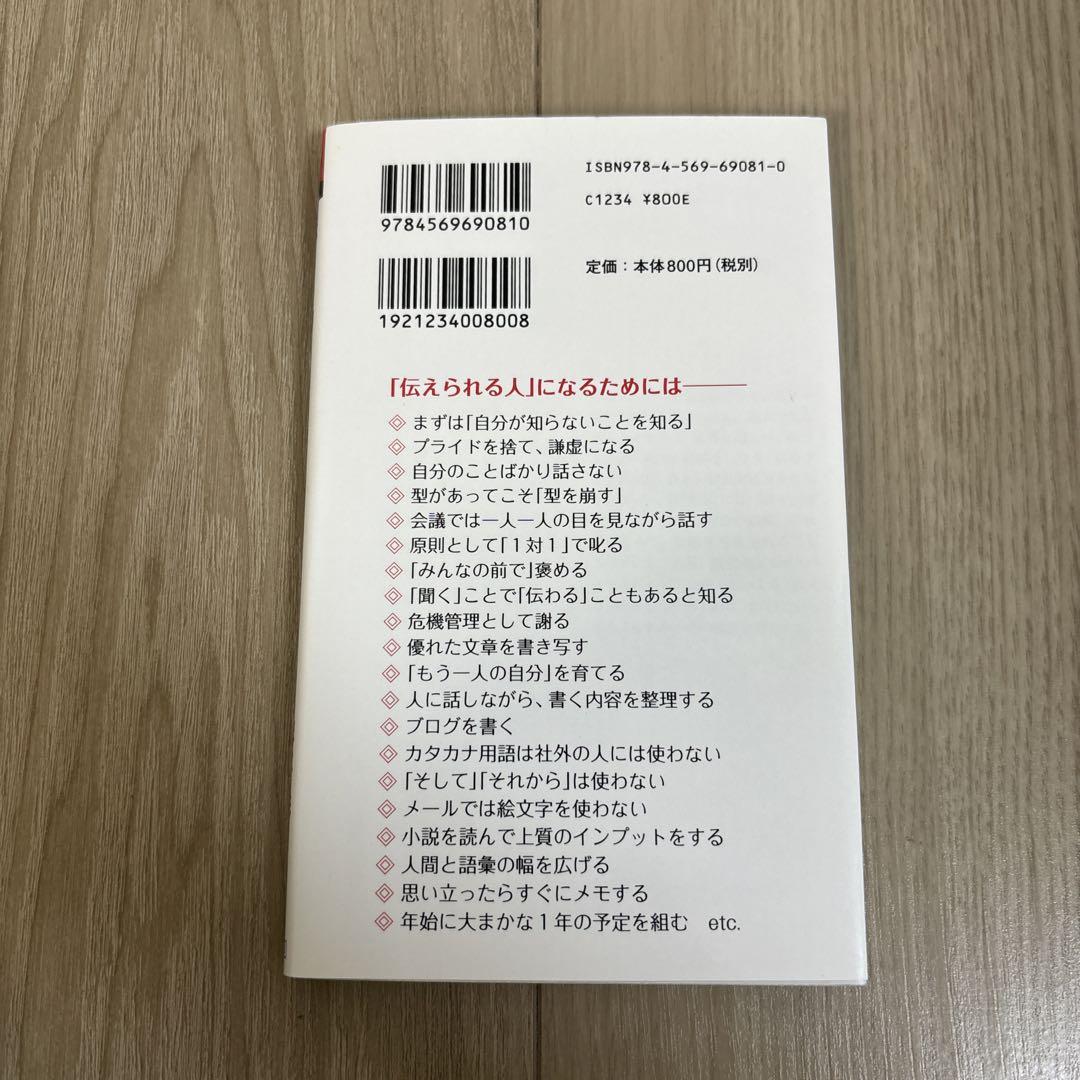 ISBN978-4-569-69081-0
C1234 ¥800E
9784569690810
定価：本体800円（税別）
1921234008008
「伝えられる人」になるためには――
◈ まずは「自分が知らないことを知る」
◈ プライドを捨て、謙虚になる
◈ 自分のことばかり話さない
◈ 型があってこそ「型を崩す」
◈ 会議では一人一人の目を見ながら話す
◈ 原則として「1対1」で叱る
◈ 「みんなの前で」褒める
◈ 「聞く」ことで「伝わる」こともあると知る
◈ 危機管理として謝る
◈ 優れた文章を書き写す
◈ 「もう一人の自分」を育てる
◈ 人に話しながら、書く内容を整理する
◈ ブログを書く
◈ カタカナ用語は社外の人には使わない
◈ 「そして」「それから」は使わない
◈ メールでは絵文字を使わない
◈ 小説を読んで上質のインプットをする
◈ 人間と語彙の幅を広げる
◈ 思い立ったらすぐにメモする
◈ 年始に大まかな1年の予定を組む　etc.